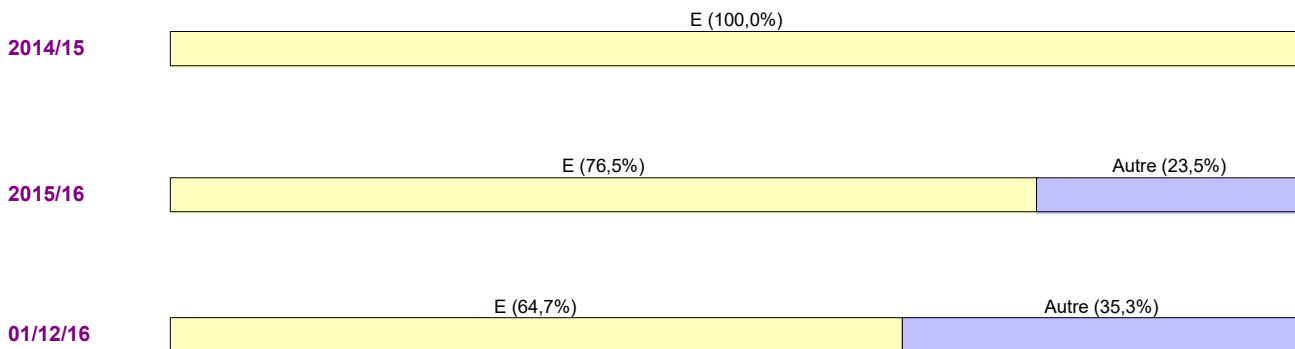 E (100,0%)
2014/15
E (76,5%) Autre (23,5%)
2015/16
E (64,7%) Autre (35,3%)
01/12/16